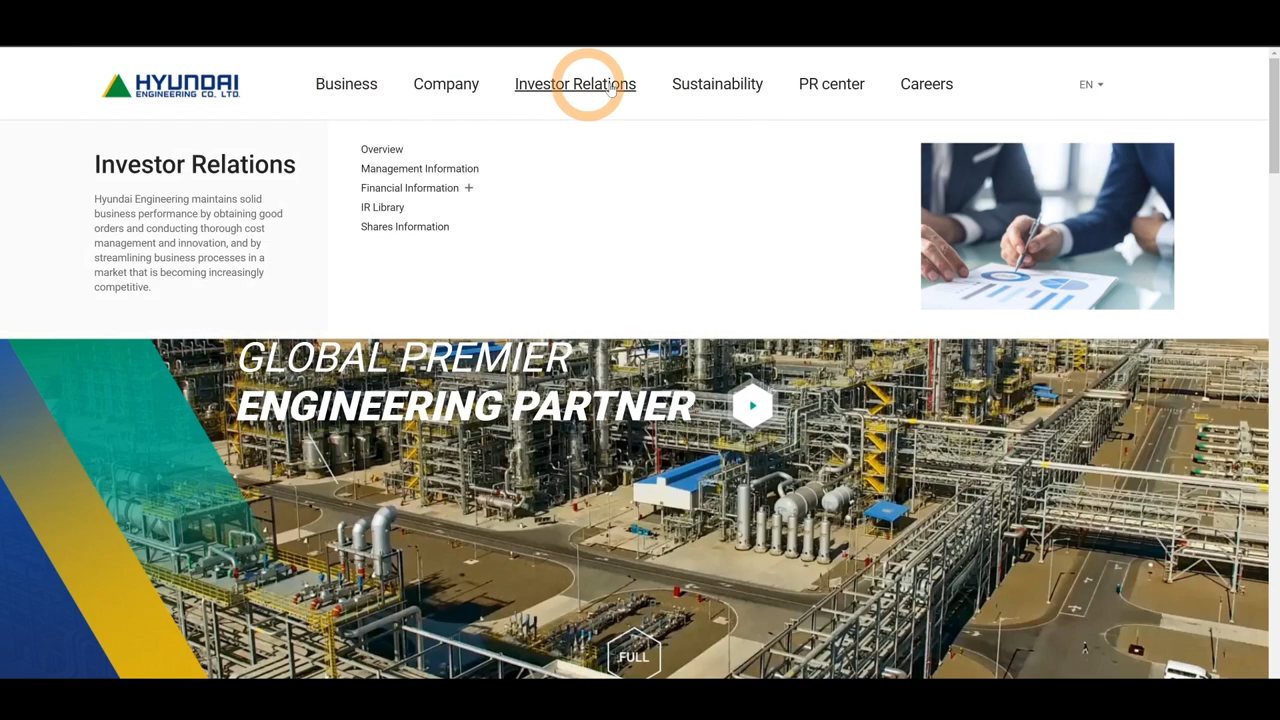 HYUNDAI
ENGINEERING CO., LTD.
Business
Company
Investor Relations
Sustainability
PR center
Careers
EN
Investor Relations
Hyundai Engineering maintains solid
business performance by obtaining good
orders and conducting thorough cost
management and innovation, and by
streamlining business processes in a
market that is becoming increasingly
competitive.
Overview
Management Information
Financial Information +
IR Library
Shares Information
GLOBAL PREMIER
ENGINEERING PARTNER
FULL